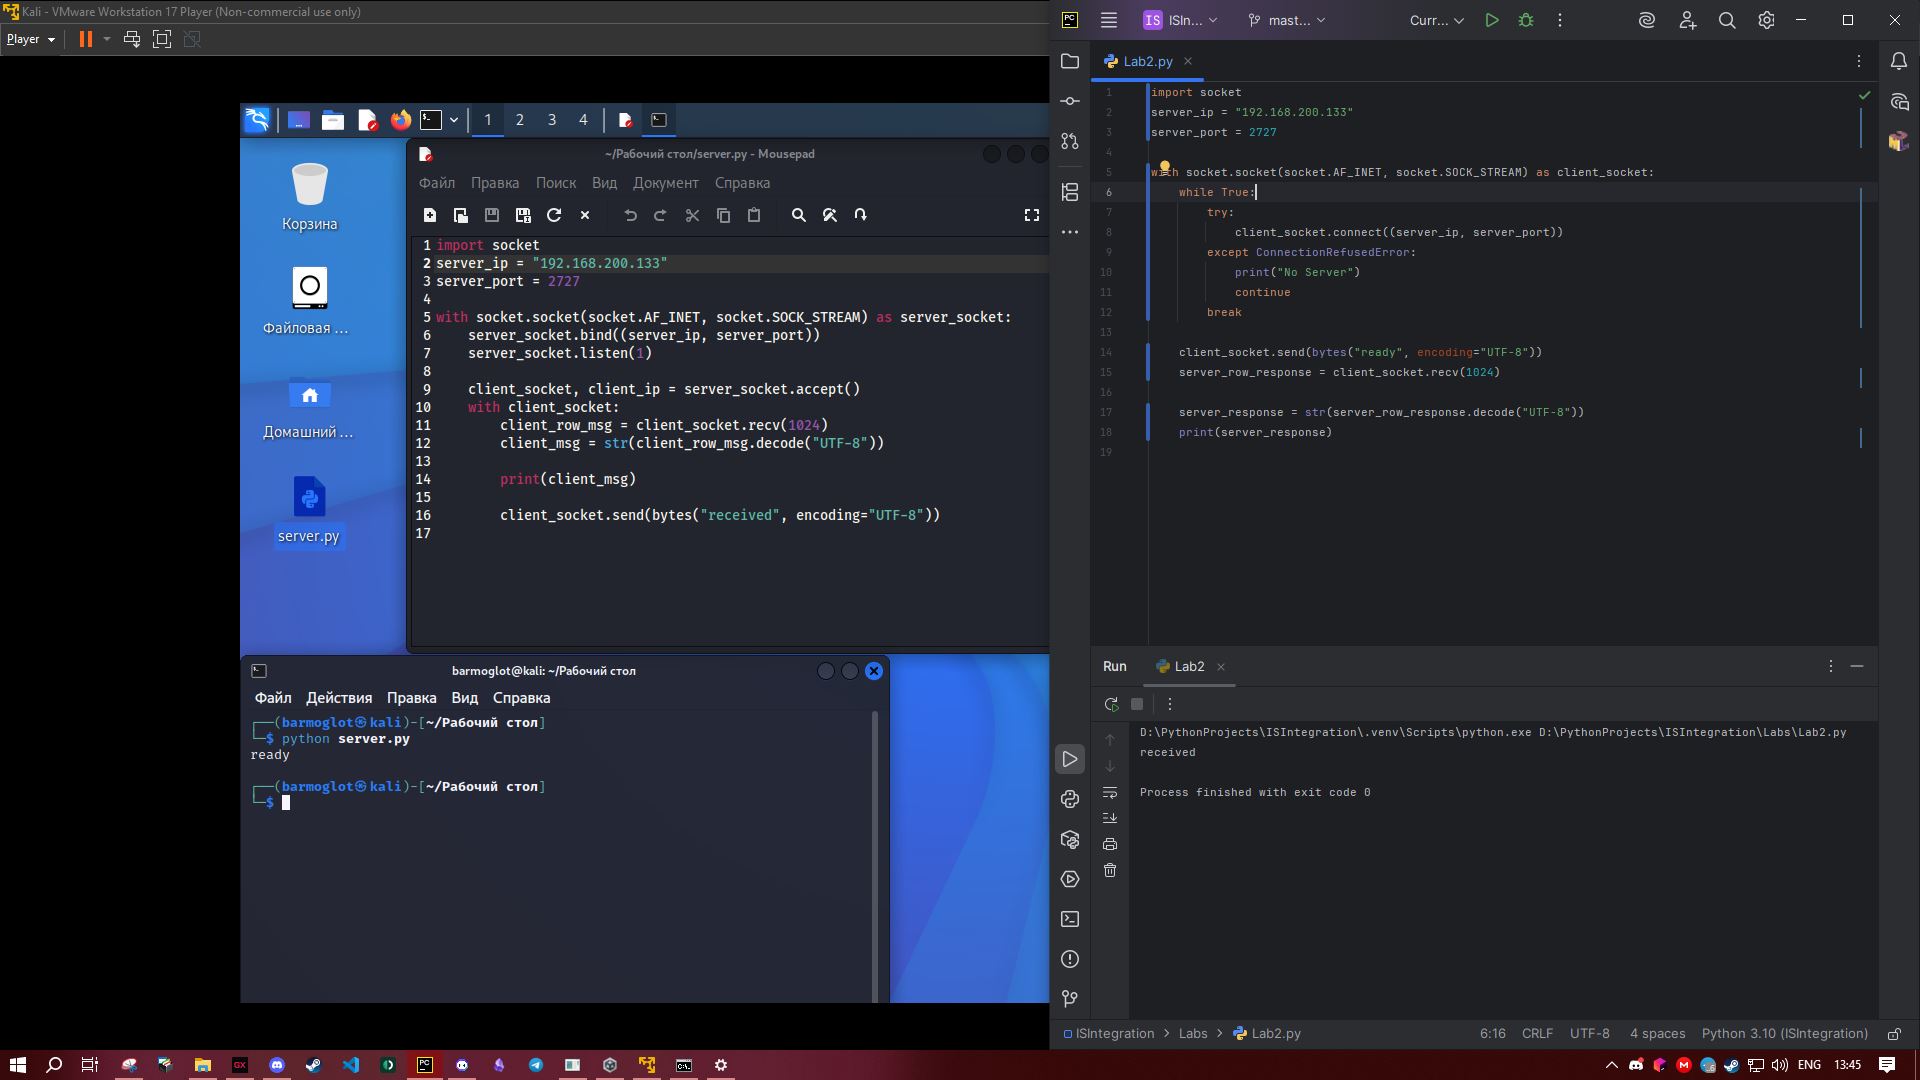 Kali - VMware Workstation 17 Player (Non-commercial use only)
Player
1 2 3 4
Корзина
Файловая ...
Домашний ...
server.py
~/Рабочий стол/server.py - Mousepad
Файл Правка Поиск Вид Документ Справка
1 import socket
2 server_ip = "192.168.200.133"
3 server_port = 2727
4
5 with socket.socket(socket.AF_INET, socket.SOCK_STREAM) as server_socket:
6     server_socket.bind((server_ip, server_port))
7     server_socket.listen(1)
8
9     client_socket, client_ip = server_socket.accept()
10     with client_socket:
11         client_row_msg = client_socket.recv(1024)
12         client_msg = str(client_row_msg.decode("UTF-8"))
13
14         print(client_msg)
15
16         client_socket.send(bytes("received", encoding="UTF-8"))
17
barmoglot@kali: ~/Рабочий стол
Файл Действия Правка Вид Справка
┌──(barmoglot㉿kali)-[~/Рабочий стол]
└─$ python server.py
ready
┌──(barmoglot㉿kali)-[~/Рабочий стол]
└─$
PC IS ISIn... mast... Curr...
Lab2.py
1 import socket
2 server_ip = "192.168.200.133"
3 server_port = 2727
4
5 with socket.socket(socket.AF_INET, socket.SOCK_STREAM) as client_socket:
6     while True:
7         try:
8             client_socket.connect((server_ip, server_port))
9         except ConnectionRefusedError:
10             print("No Server")
11             continue
12         break
13
14     client_socket.send(bytes("ready", encoding="UTF-8"))
15     server_row_response = client_socket.recv(1024)
16
17     server_response = str(server_row_response.decode("UTF-8"))
18     print(server_response)
19
Run Lab2
D:\PythonProjects\ISIntegration\.venv\Scripts\python.exe D:\PythonProjects\ISIntegration\Labs\Lab2.py
received
Process finished with exit code 0
ISIntegration > Labs > Lab2.py
6:16 CRLF UTF-8 4 spaces Python 3.10 (ISIntegration)
GX PC ENG 13:45